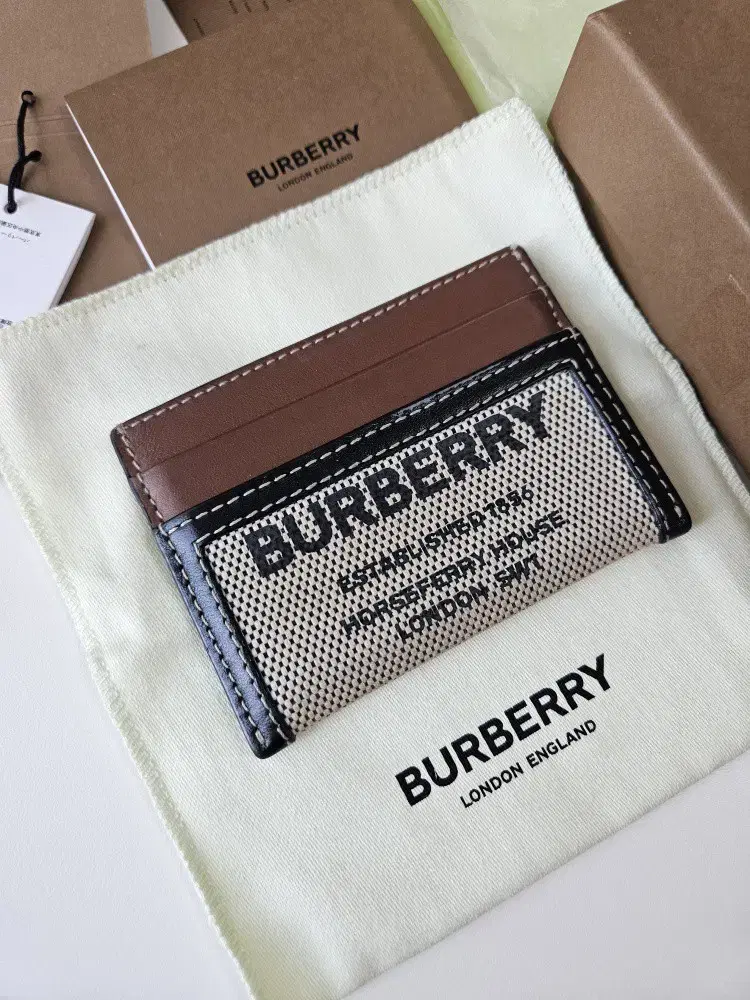 BURBERRY
LONDON ENGLAND
BURBERRY
ESTABLISHED 1856
HORSEFERRY HOUSE
LONDON SW1
BURBERRY
LONDON ENGLAND